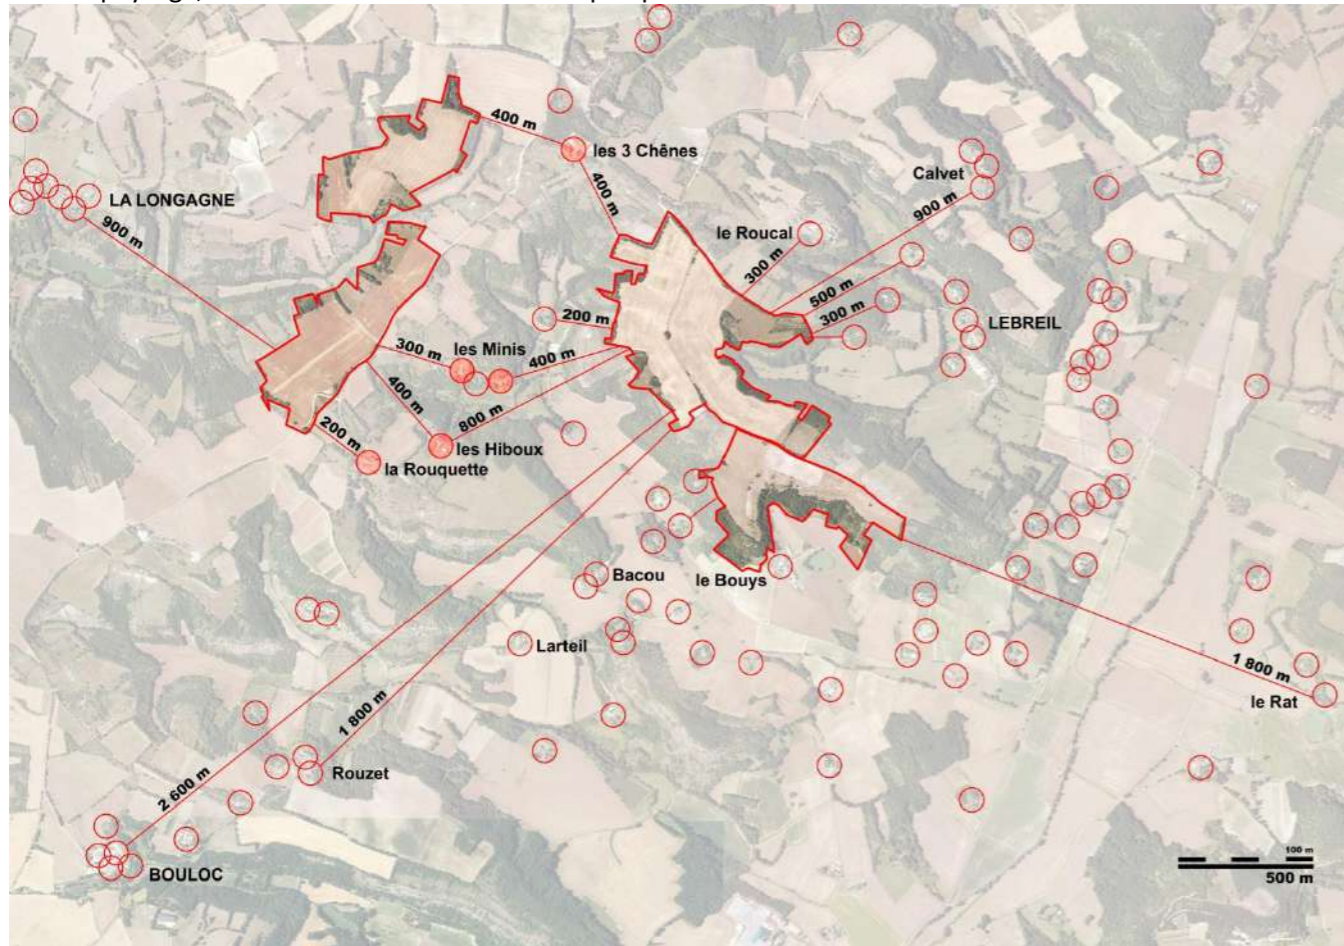 400 m
les 3 Chênes
400 m
Calvet
LA LONGAGNE
900 m
900 m
le Roucal
300 m
500 m
300 m
LEBREIL
200 m
les Minis
300 m
400 m
400 m
800 m
200 m
les Hiboux
la Rouquette
Bacou
le Bouys
Larteil
1 800 m
le Rat
1 800 m
Rouzet
2 600 m
BOULOC
100 m
500 m